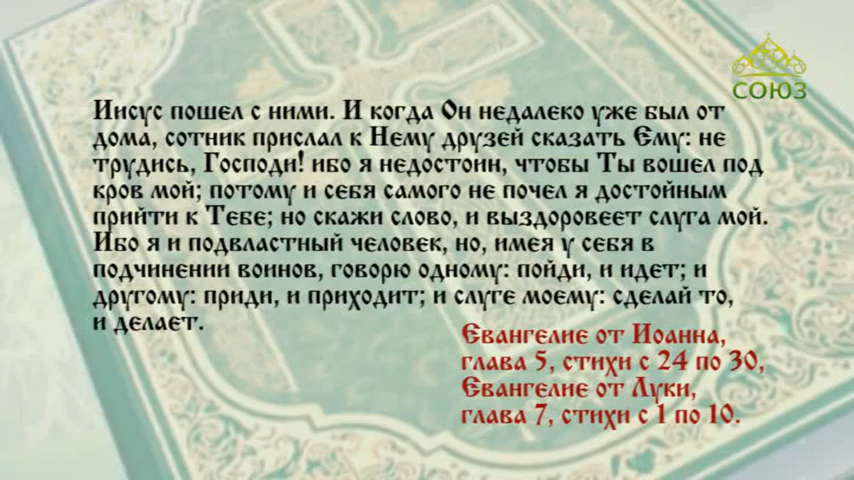 СОЮЗ
Иисус пошел с ними. И когда Он недалеко уже был от
дома, сотник прислал к Нему друзей сказать Ему: не
трудись, Господи! ибо я недостоин, чтобы Ты вошел под
кров мой; потому и себя самого не почел я достойным
прийти к Тебе; но скажи слово, и выздоровеет слуга мой.
Ибо я и подвластный человек, но, имея у себя в
подчинении воинов, говорю одному: пойди, и идет; и
другому: приди, и приходит; и слуге моему: сделай то,
и делает.
Евангелие от Иоанна,
глава 5, стихи с 24 по 30,
Евангелие от Луки,
глава 7, стихи с 1 по 10.